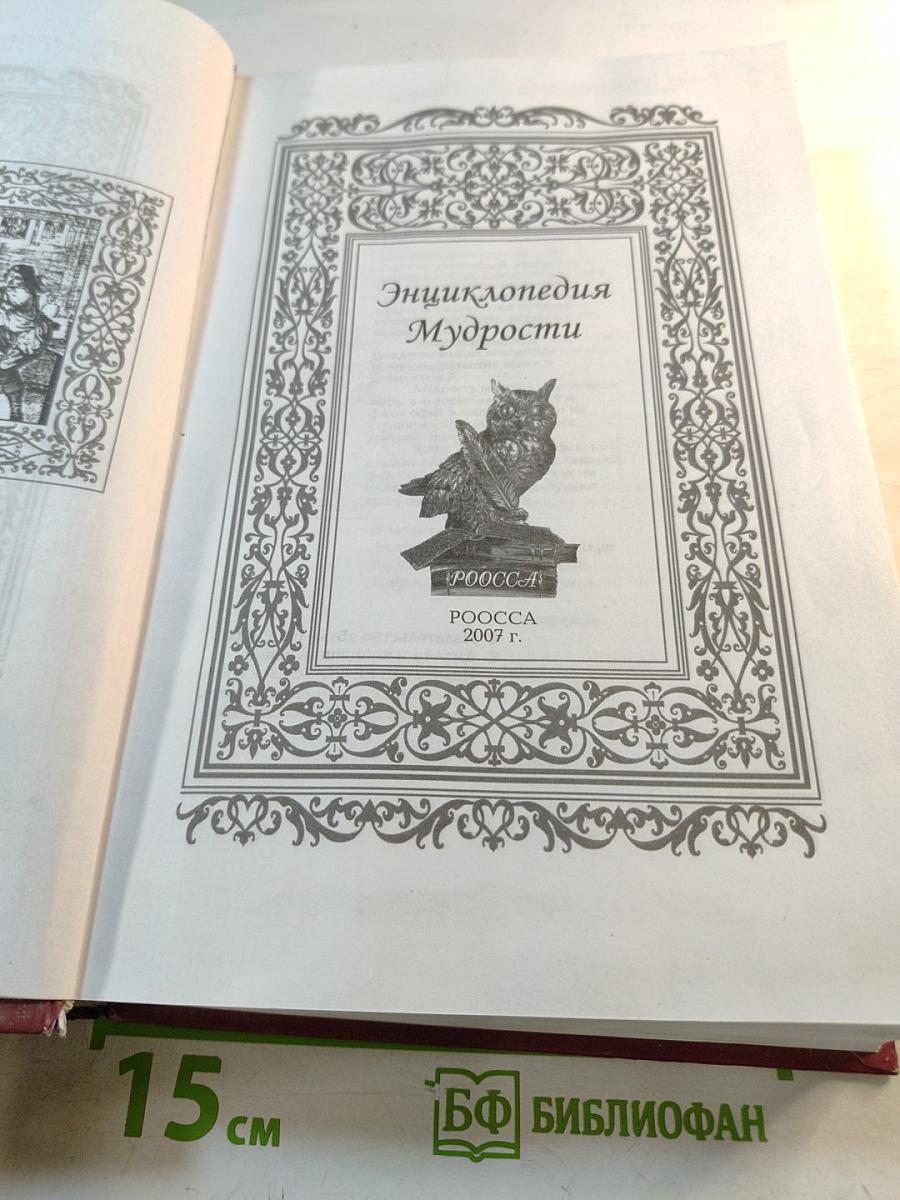 Энциклопедия
Мудрости
РООССА
РООССА
2007 г.
15 см
БФ БИБЛИОФАН